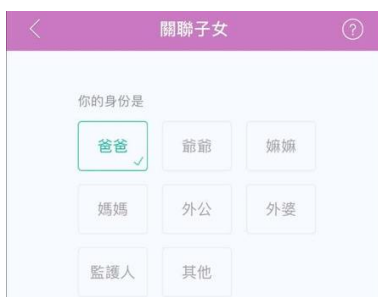 關聯子女
你的身份是
爸爸 爺爺 嫲嫲
媽媽 外公 外婆
監護人 其他